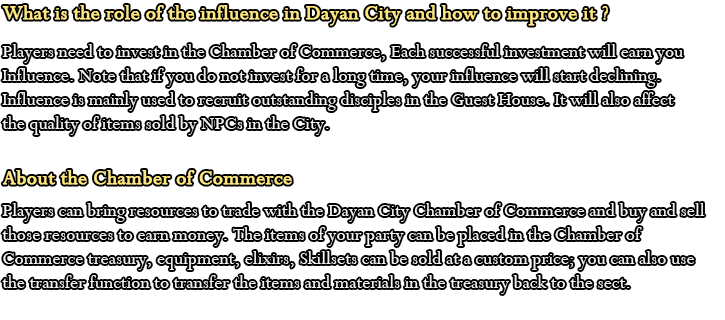 What is the role of the influence in Dayan City and how to improve it ?
Players need to invest in the Chamber of Commerce, Each successful investment will earn you
Influence. Note that if you do not invest for a long time, your influence will start declining.
Influence is mainly used to recruit outstanding disciples in the Guest House. It will also affect
the quality of items sold by NPCs in the City.
About the Chamber of Commerce
Players can bring resources to trade with the Dayan City Chamber of Commerce and buy and sell
those resources to earn money. The items of your party can be placed in the Chamber of
Commerce treasury, equipment, elixirs, Skillsets can be sold at a custom price; you can also use
the transfer function to transfer the items and materials in the treasury back to the sect.